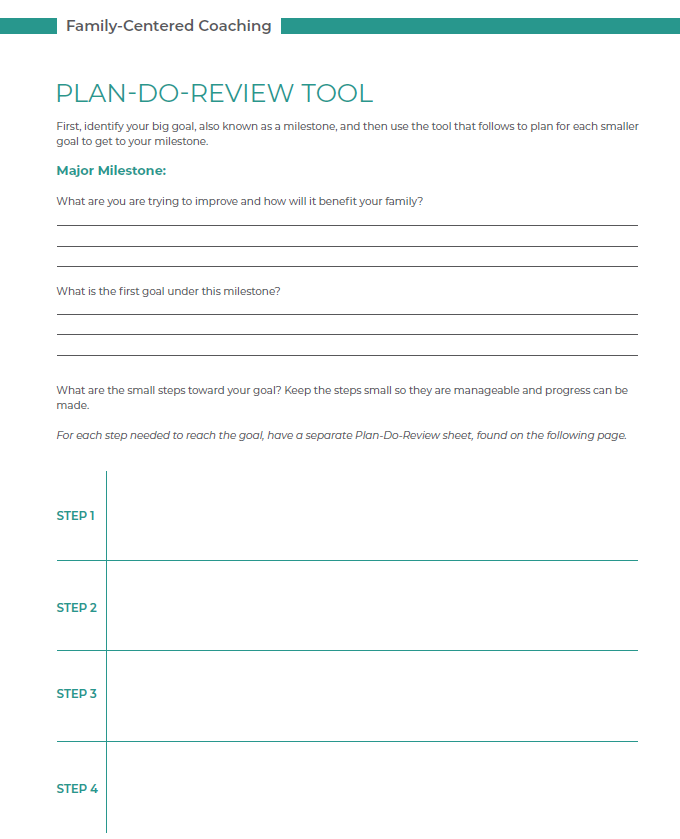 Family-Centered Coaching
PLAN-DO-REVIEW TOOL
First, identify your big goal, also known as a milestone, and then use the tool that follows to plan for each smaller
goal to get to your milestone.
Major Milestone:
What are you are trying to improve and how will it benefit your family?
What is the first goal under this milestone?
What are the small steps toward your goal? Keep the steps small so they are manageable and progress can be
made.
For each step needed to reach the goal, have a separate Plan-Do-Review sheet, found on the following page.
STEP 1
STEP 2
STEP 3
STEP 4